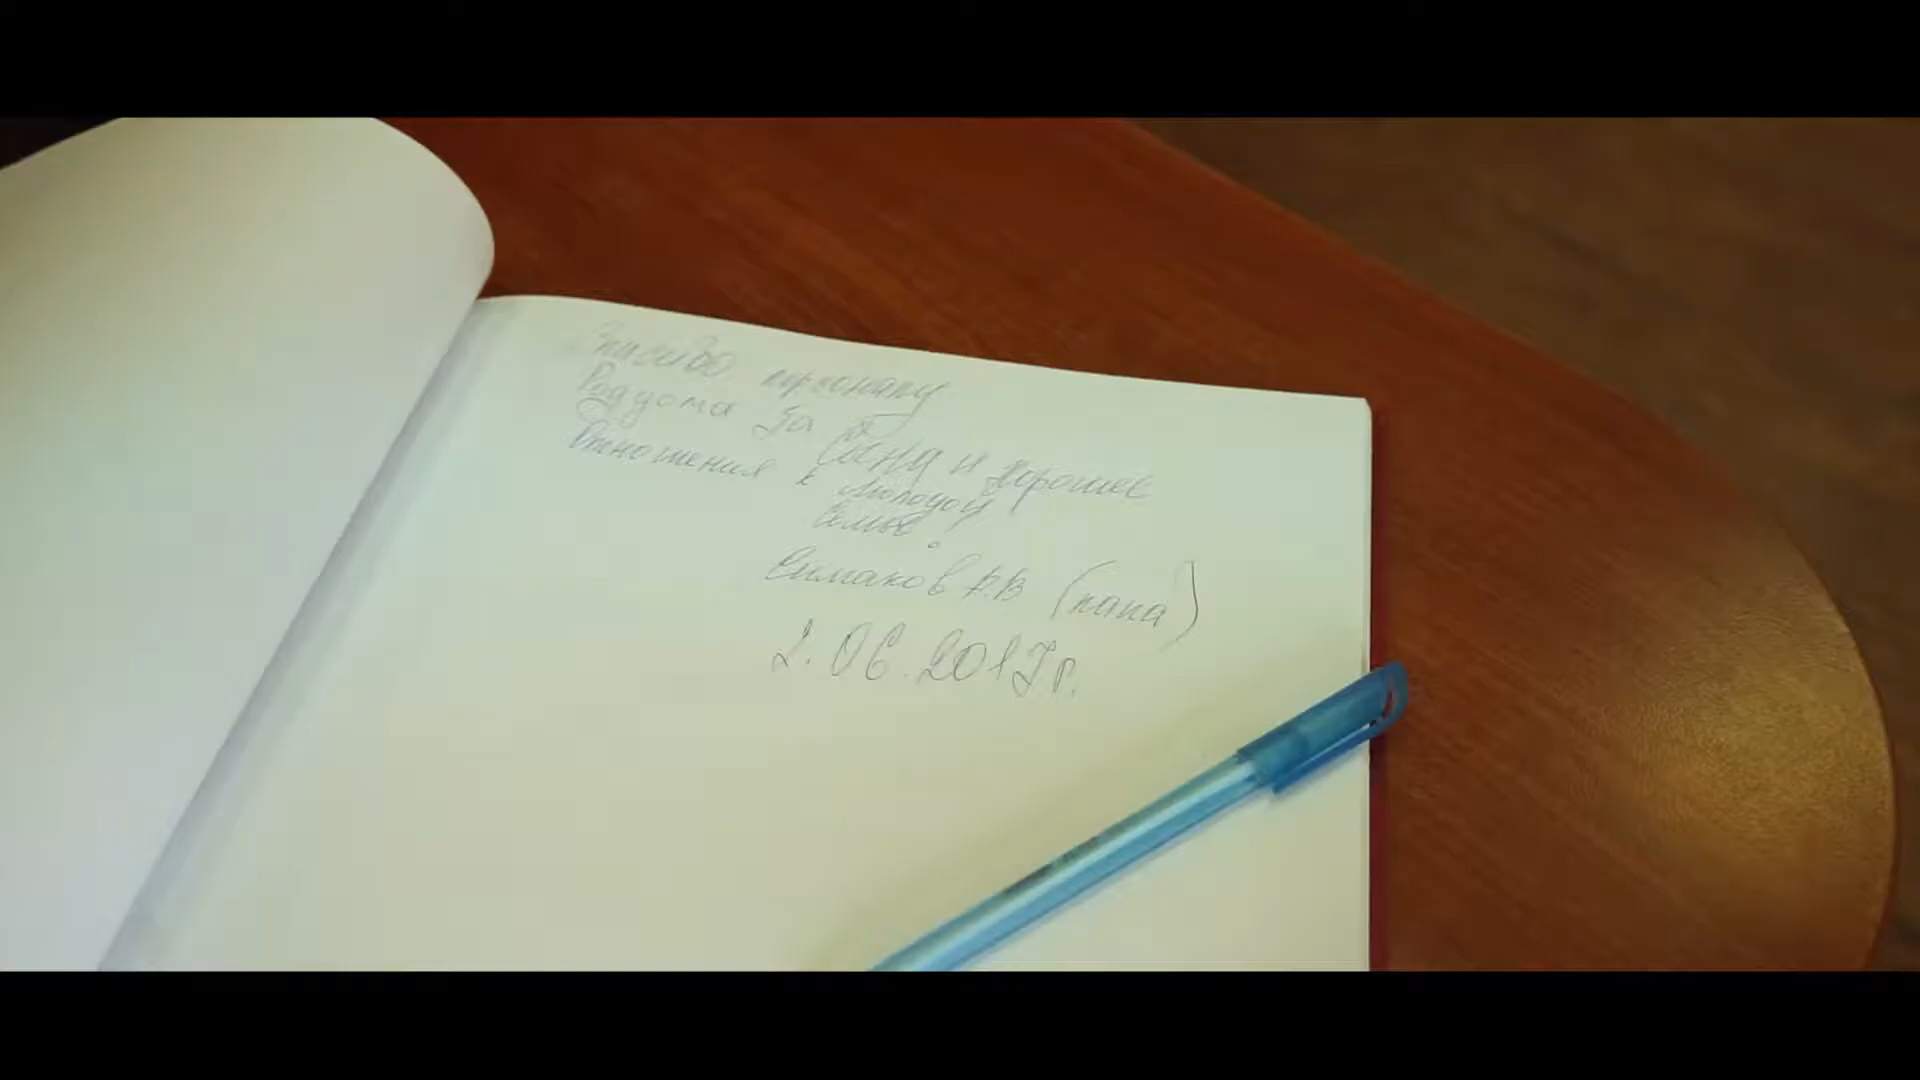 Спасибо персоналу
Роддома за Сына и хорошее
Отношения к молодой
семье!
Симаков Р.В (папа)
2.06.2017г.